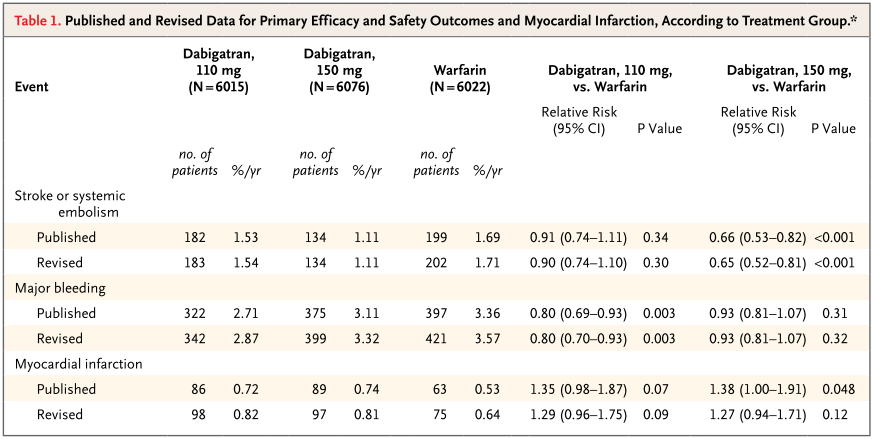 Table 1. Published and Revised Data for Primary Efficacy and Safety Outcomes and Myocardial Infarction, According to Treatment Group.*
Event Dabigatran, 110 mg (N=6015) Dabigatran, 150 mg (N=6076) Warfarin (N=6022) Dabigatran, 110 mg, vs. Warfarin Dabigatran, 150 mg, vs. Warfarin
Relative Risk (95% CI) P Value Relative Risk (95% CI) P Value
no. of patients %/yr no. of patients %/yr no. of patients %/yr
Stroke or systemic
embolism
Published 182 1.53 134 1.11 199 1.69 0.91 (0.74–1.11) 0.34 0.66 (0.53–0.82) <0.001
Revised 183 1.54 134 1.11 202 1.71 0.90 (0.74–1.10) 0.30 0.65 (0.52–0.81) <0.001
Major bleeding
Published 322 2.71 375 3.11 397 3.36 0.80 (0.69–0.93) 0.003 0.93 (0.81–1.07) 0.31
Revised 342 2.87 399 3.32 421 3.57 0.80 (0.70–0.93) 0.003 0.93 (0.81–1.07) 0.32
Myocardial infarction
Published 86 0.72 89 0.74 63 0.53 1.35 (0.98–1.87) 0.07 1.38 (1.00–1.91) 0.048
Revised 98 0.82 97 0.81 75 0.64 1.29 (0.96–1.75) 0.09 1.27 (0.94–1.71) 0.12